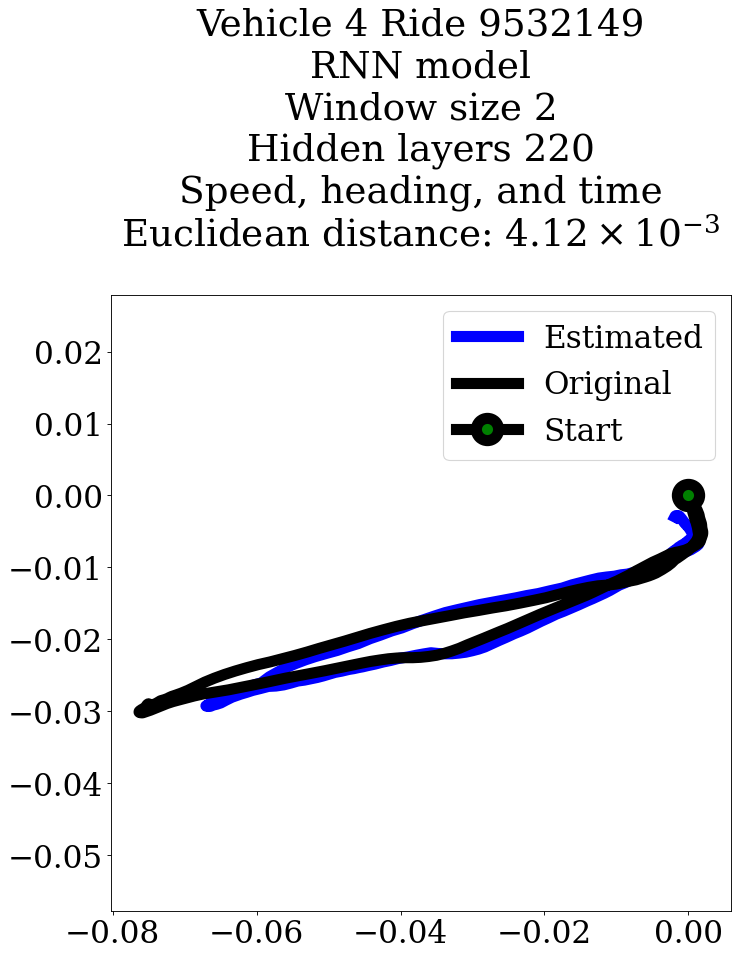 Vehicle 4 Ride 9532149
RNN model
Window size 2
Hidden layers 220
Speed, heading, and time
Euclidean distance: 4.12 × 10⁻³
Estimated
Original
Start
0.02
0.01
0.00
−0.01
−0.02
−0.03
−0.04
−0.05
−0.08 −0.06 −0.04 −0.02 0.00